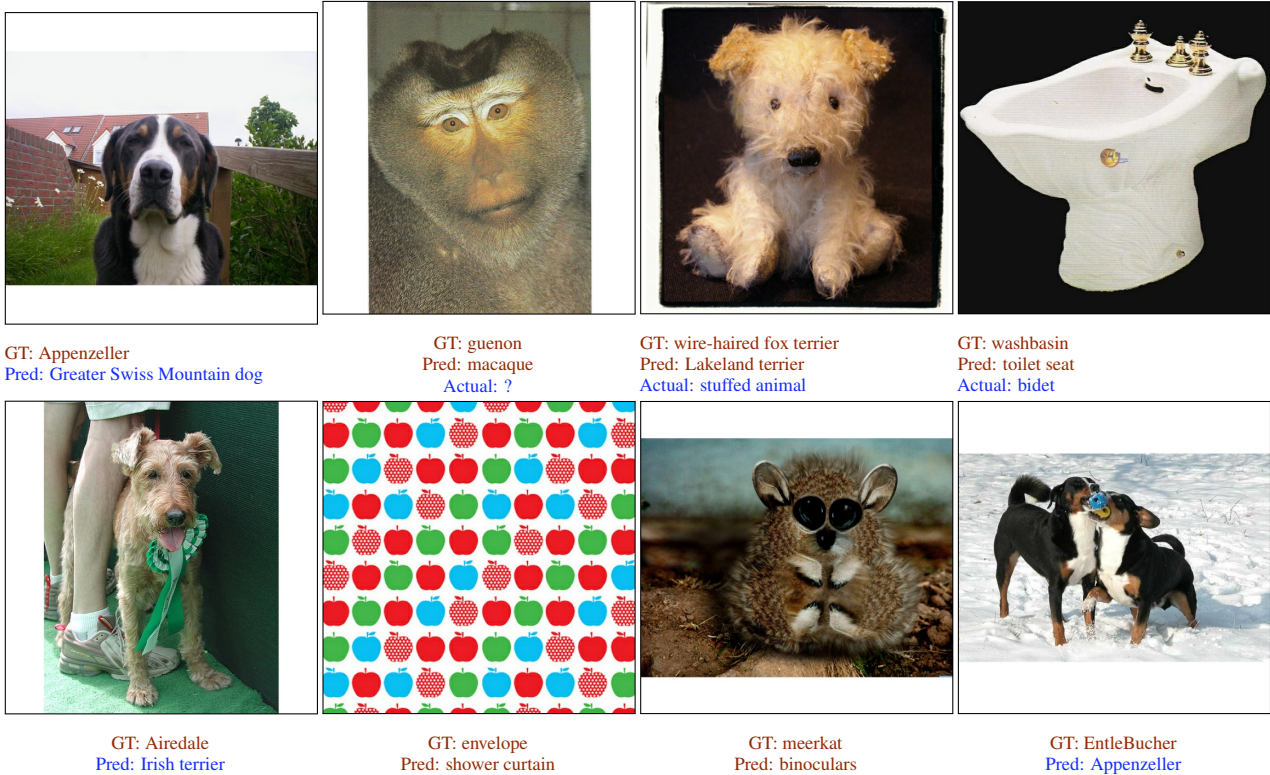 GT: Appenzeller
Pred: Greater Swiss Mountain dog
GT: guenon
Pred: macaque
Actual: ?
GT: wire-haired fox terrier
Pred: Lakeland terrier
Actual: stuffed animal
GT: washbasin
Pred: toilet seat
Actual: bidet
GT: Airedale
Pred: Irish terrier
GT: envelope
Pred: shower curtain
GT: meerkat
Pred: binoculars
GT: EntleBucher
Pred: Appenzeller